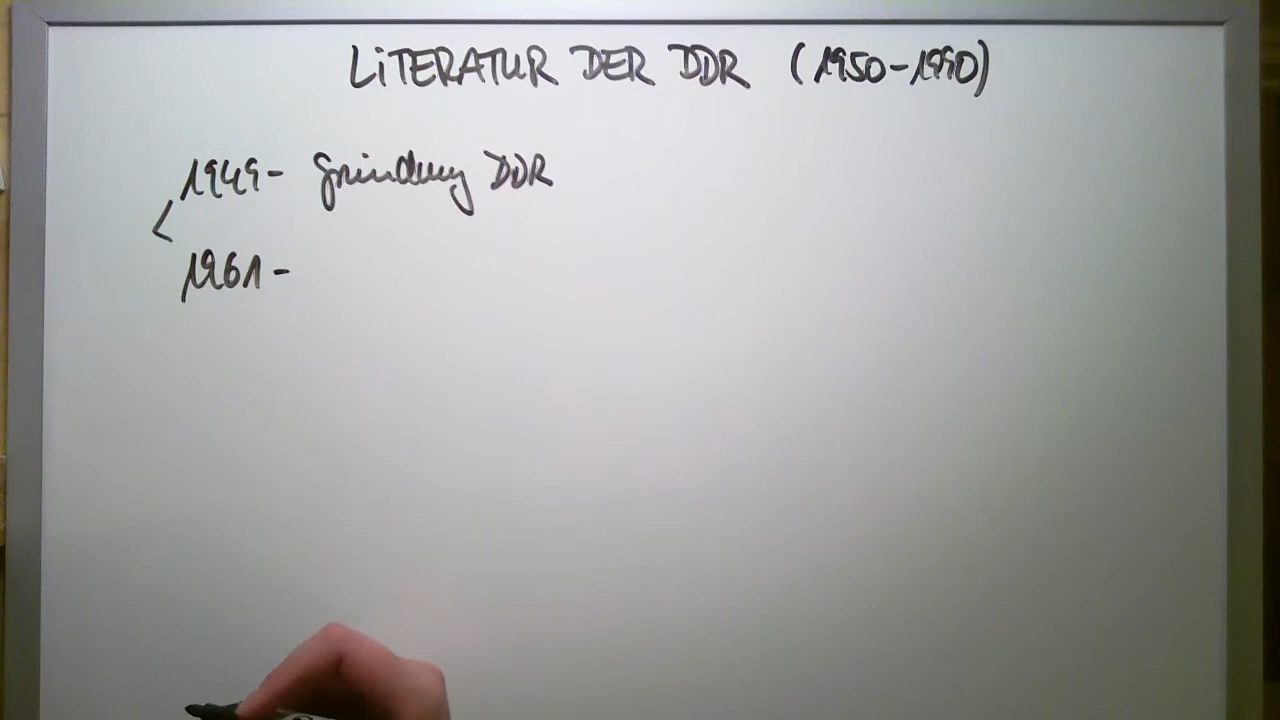 LiTERATUR DER DDR (1950-1990)
1949- Gründung DDR
<
1961-